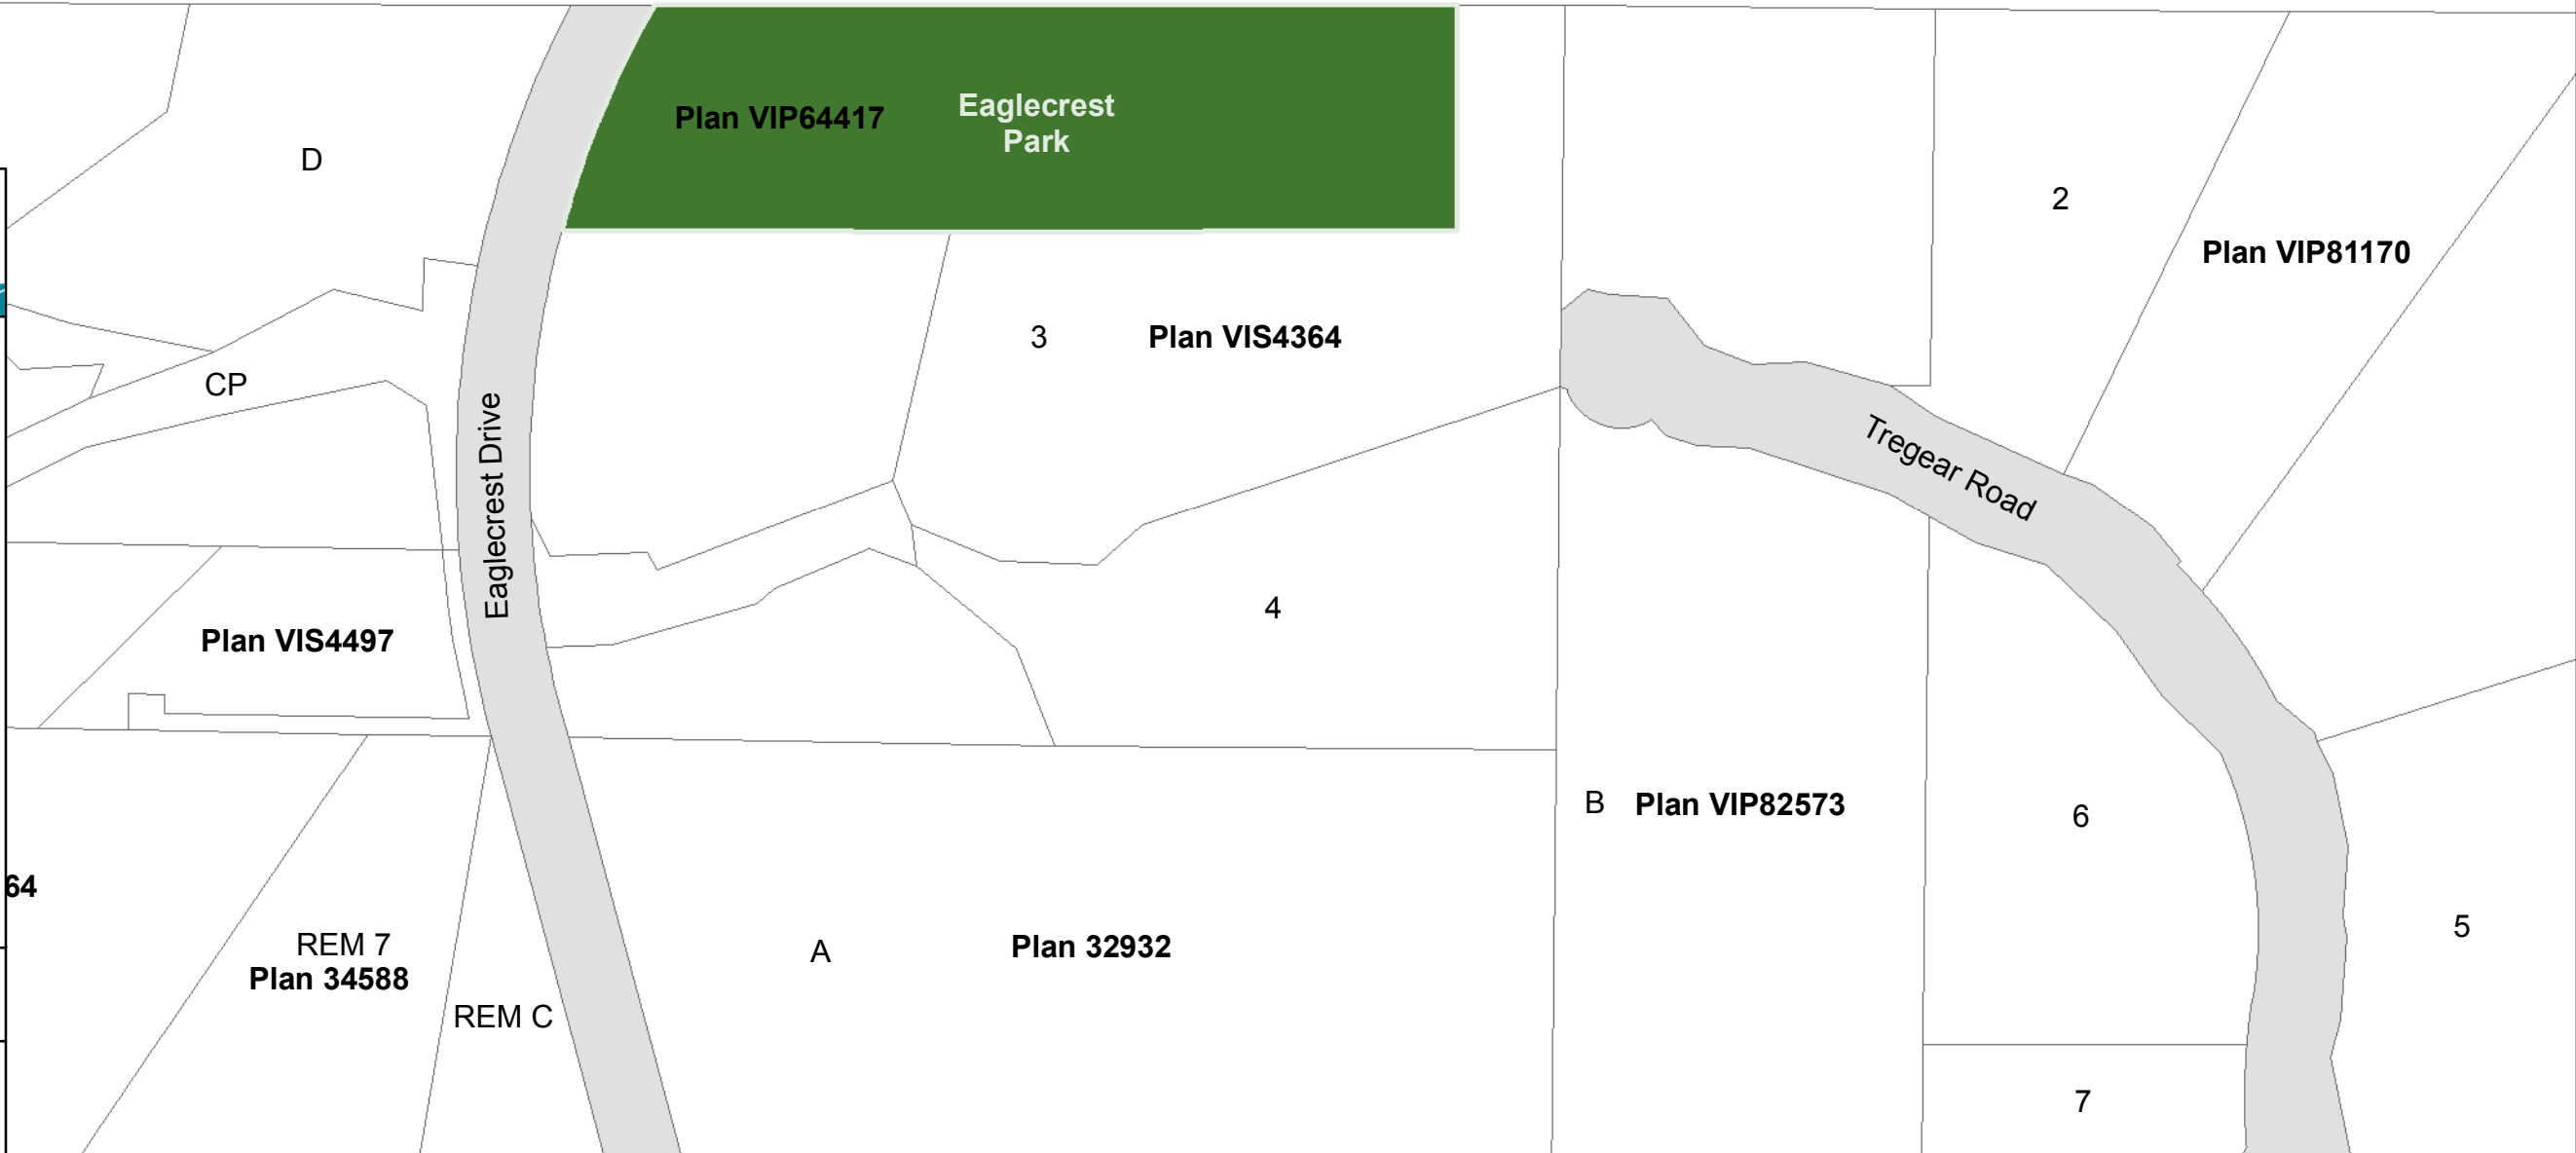 Plan VIP64417
Eaglecrest
Park
D
2
Plan VIP81170
3
Plan VIS4364
CP
Eaglecrest Drive
Tregear Road
4
Plan VIS4497
B
Plan VIP82573
6
64
REM 7
Plan 34588
A
Plan 32932
5
REM C
7